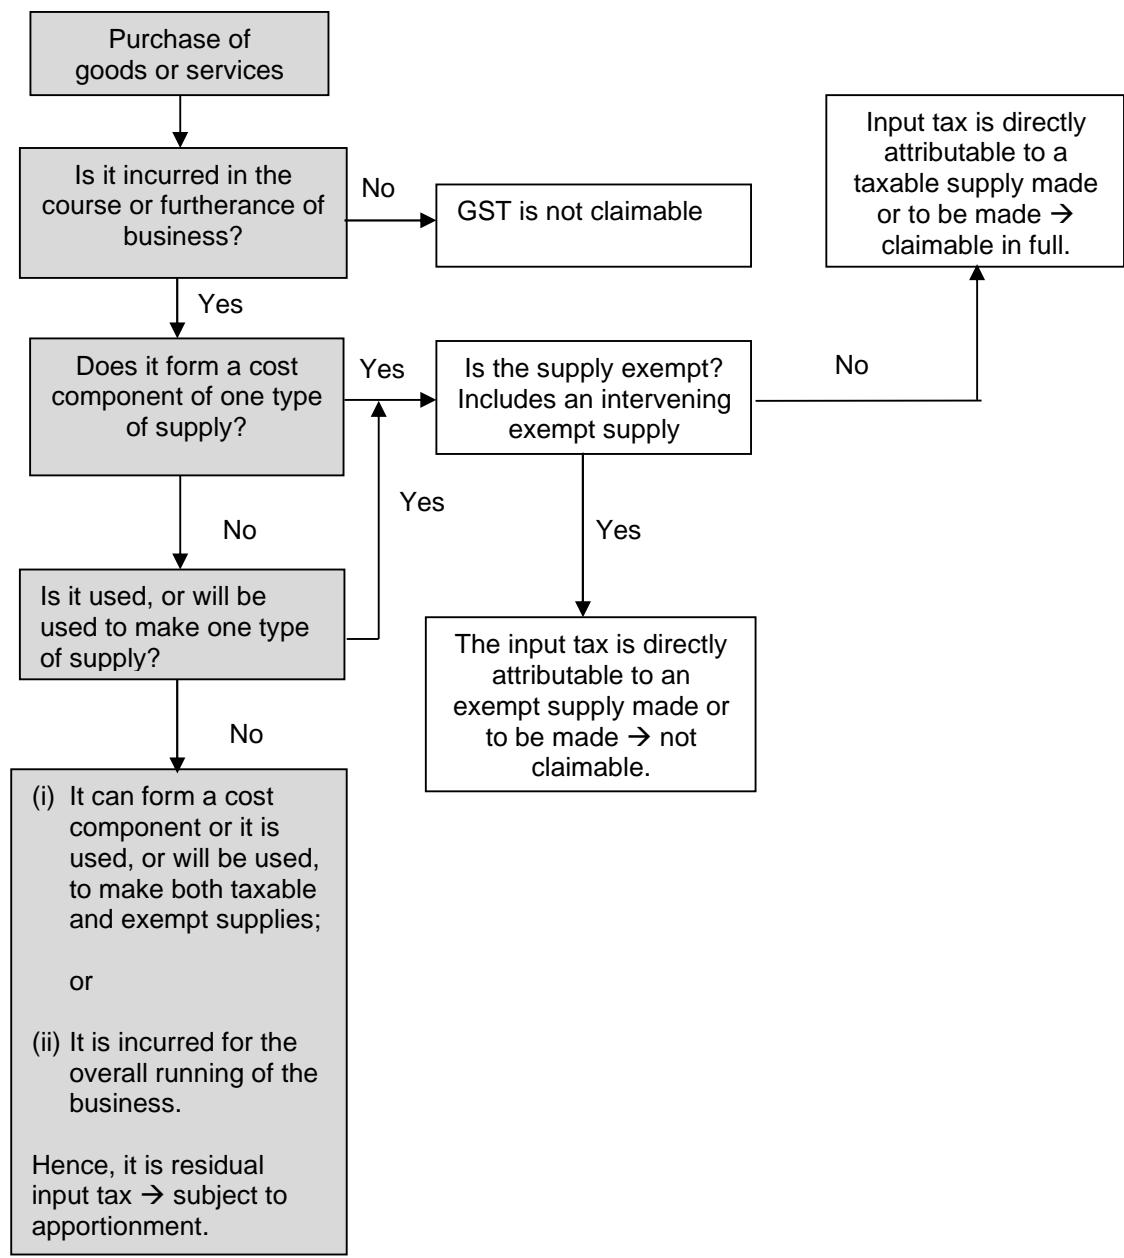 Purchase of
goods or services
Is it incurred in the
course or furtherance of
business?
No
GST is not claimable
Input tax is directly
attributable to a
taxable supply made
or to be made →
claimable in full.
Yes
Does it form a cost
component of one type
of supply?
Yes
Is the supply exempt?
Includes an intervening
exempt supply
No
No
Yes
Yes
Is it used, or will be
used to make one type
of supply?
The input tax is directly
attributable to an
exempt supply made or
to be made → not
claimable.
No
(i) It can form a cost
component or it is
used, or will be used,
to make both taxable
and exempt supplies;
or
(ii) It is incurred for the
overall running of the
business.
Hence, it is residual
input tax → subject to
apportionment.